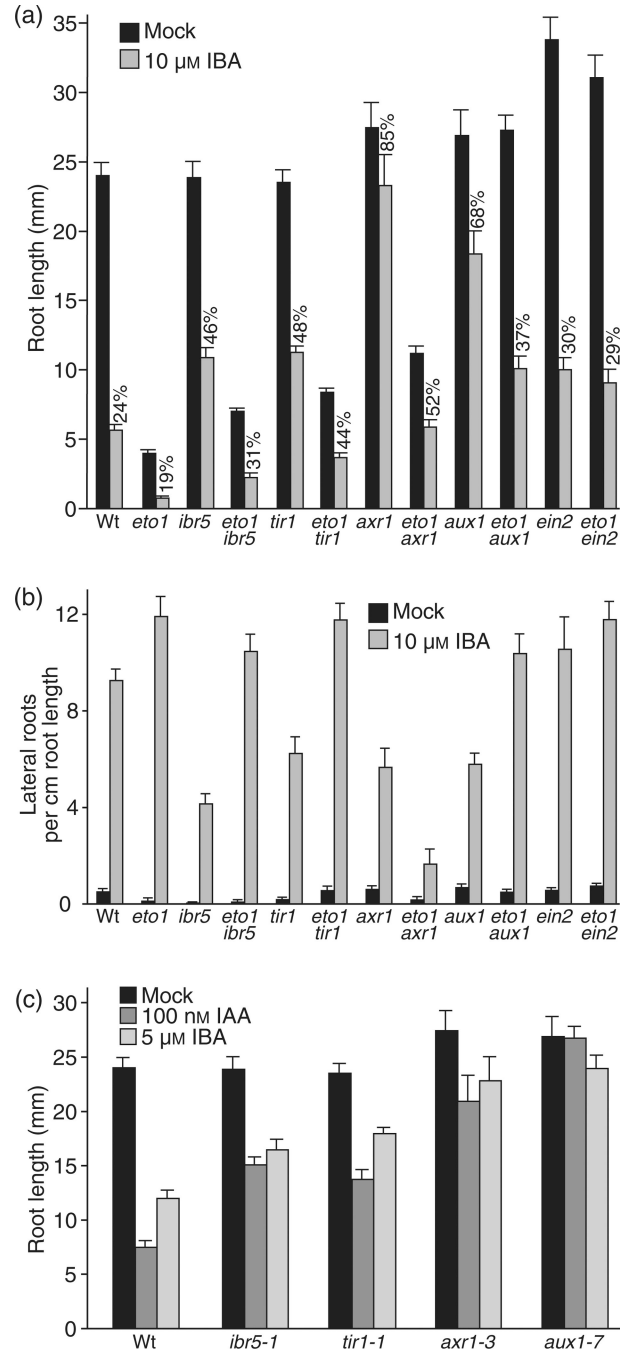 (a)
Mock
10 μM IBA
Root length (mm)
35
30
25
20
15
10
5
0
24%
19%
46%
31%
48%
44%
85%
52%
68%
37%
30%
29%
Wt eto1 ibr5 eto1 tir1 eto1 axr1 eto1 aux1 eto1 ein2 eto1
ibr5 tir1 axr1 aux1 ein2
(b)
Mock
10 μM IBA
Lateral roots
per cm root length
12
8
4
0
Wt eto1 ibr5 eto1 tir1 eto1 axr1 eto1 aux1 eto1 ein2 eto1
ibr5 tir1 axr1 aux1 ein2
(c)
Mock
100 nM IAA
5 μM IBA
Root length (mm)
30
25
20
15
10
5
0
Wt ibr5-1 tir1-1 axr1-3 aux1-7